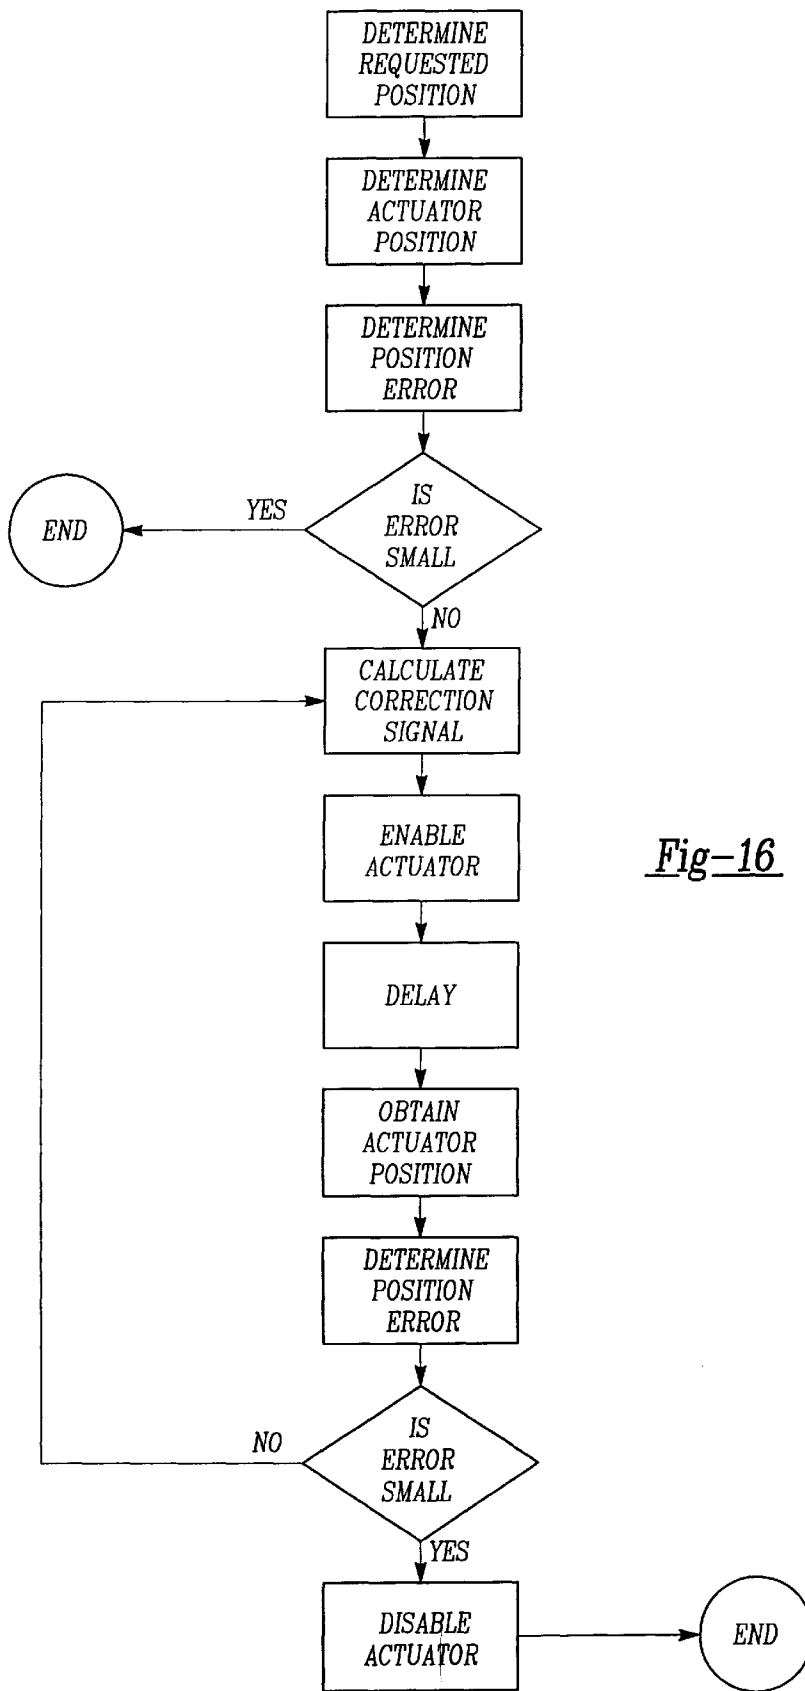 DETERMINE
REQUESTED
POSITION
DETERMINE
ACTUATOR
POSITION
DETERMINE
POSITION
ERROR
IS
ERROR
SMALL
YES
END
NO
CALCULATE
CORRECTION
SIGNAL
ENABLE
ACTUATOR
Fig-16
DELAY
OBTAIN
ACTUATOR
POSITION
DETERMINE
POSITION
ERROR
IS
ERROR
SMALL
NO
YES
DISABLE
ACTUATOR
END